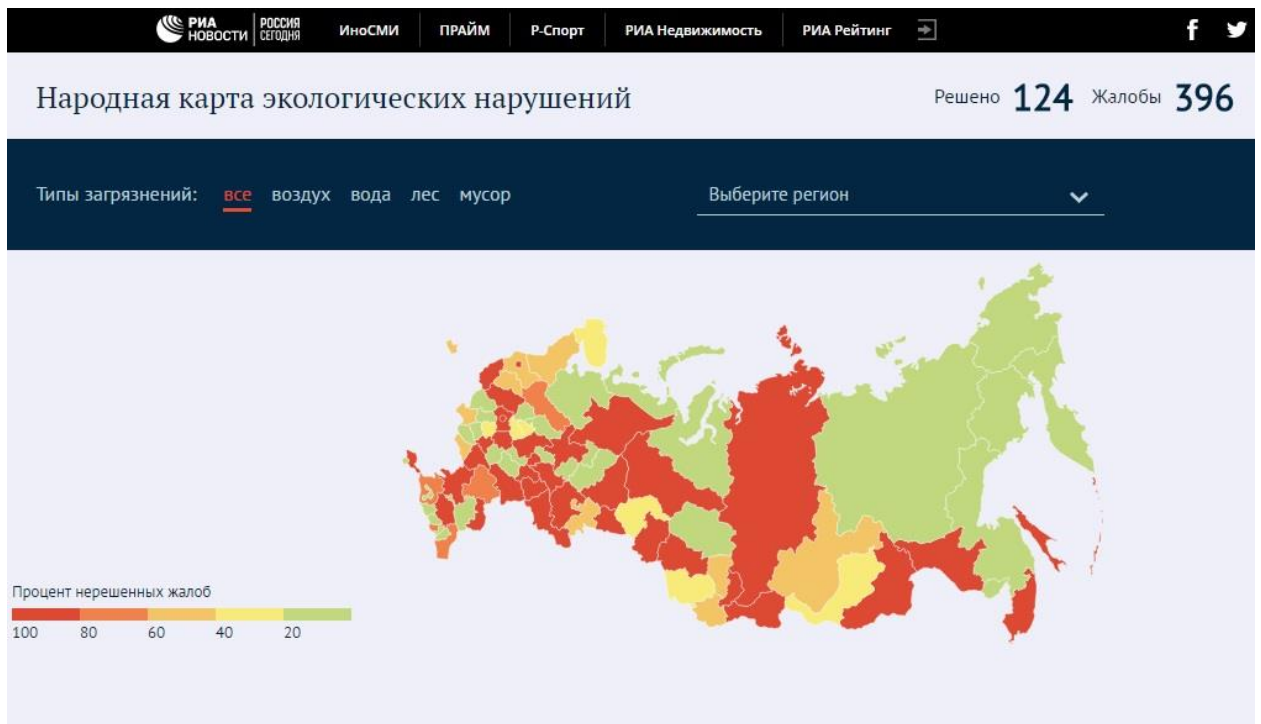 РИА НОВОСТИ РОССИЯ СЕГОДНЯ ИноСМИ ПРАЙМ Р-Спорт РИА Недвижимость РИА Рейтинг
Народная карта экологических нарушений Решено 124 Жалобы 396
Типы загрязнений: все воздух вода лес мусор Выберите регион
Процент нерешенных жалоб
100 80 60 40 20